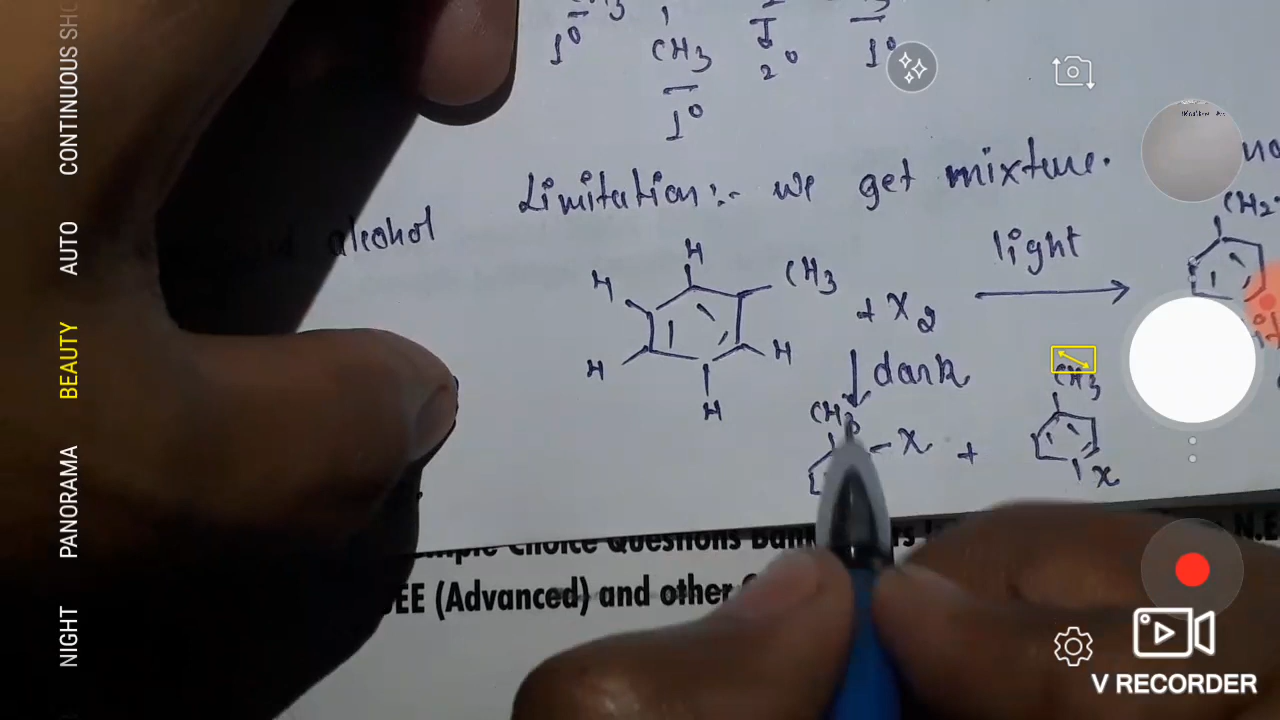 CH3
1°
CH3
1°
2°
1°
Limitation :- we get mixture.
alcohol
H
H
CH3
+ X2
light
CH2
H
H
H
dark
CH3
X
+
CH3
X
Choice Questions Bank
JEE (Advanced) and other
N.E
CONTINUOUS SHO
AUTO
BEAUTY
PANORAMA
NIGHT
V RECORDER